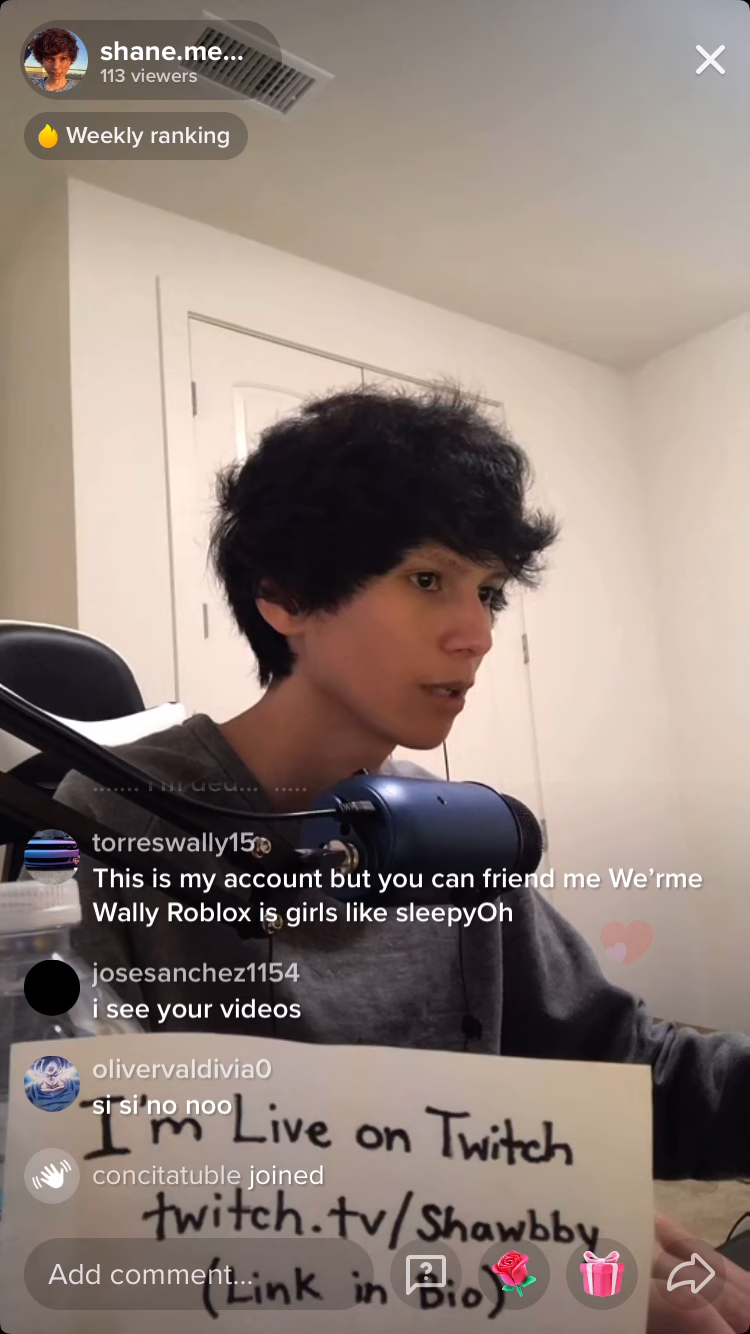 shane.me...
113 viewers
Weekly ranking
torreswally15
This is my account but you can friend me We’rme
Wally Roblox is girls like sleepyOh
josesanchez1154
i see your videos
olivervaldivia0
si si no noo
I'm Live on Twitch
concitatuble joined
twitch.tv/Shawbby
Add comment...
(Link in Bio)